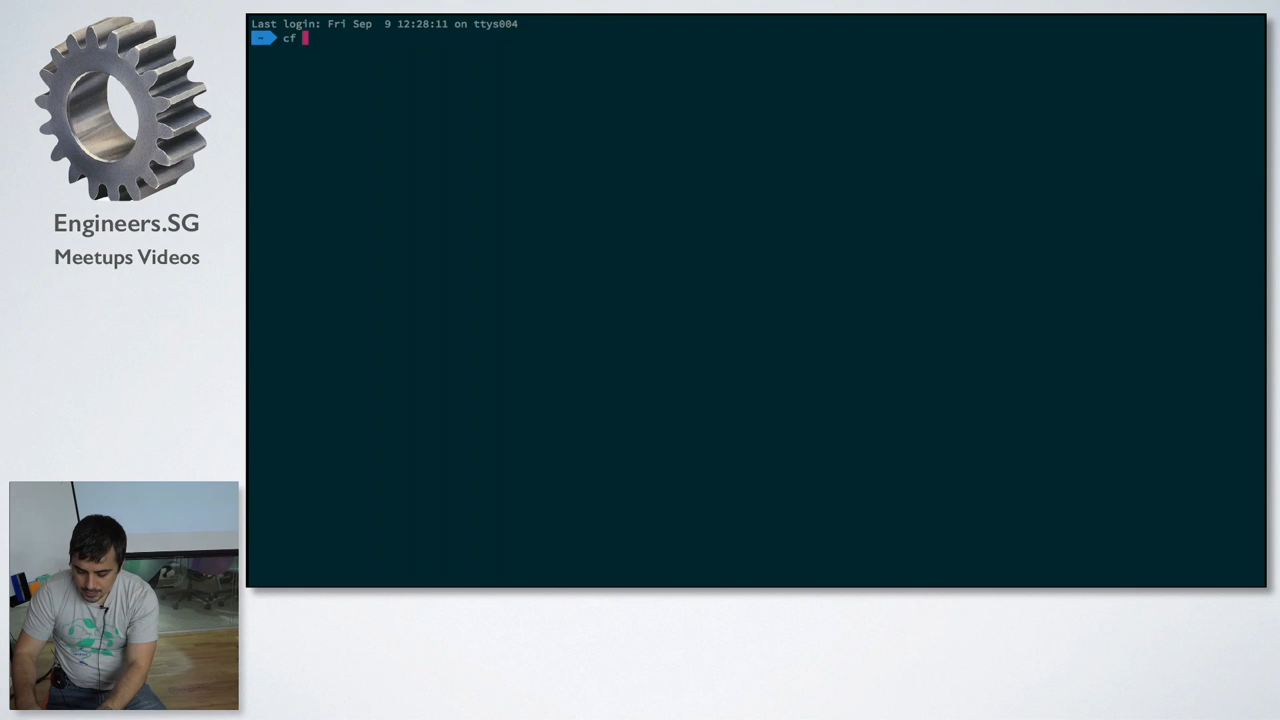 Engineers.SG
Meetups Videos
Last login: Fri Sep  9 12:28:11 on ttys004
~ cf